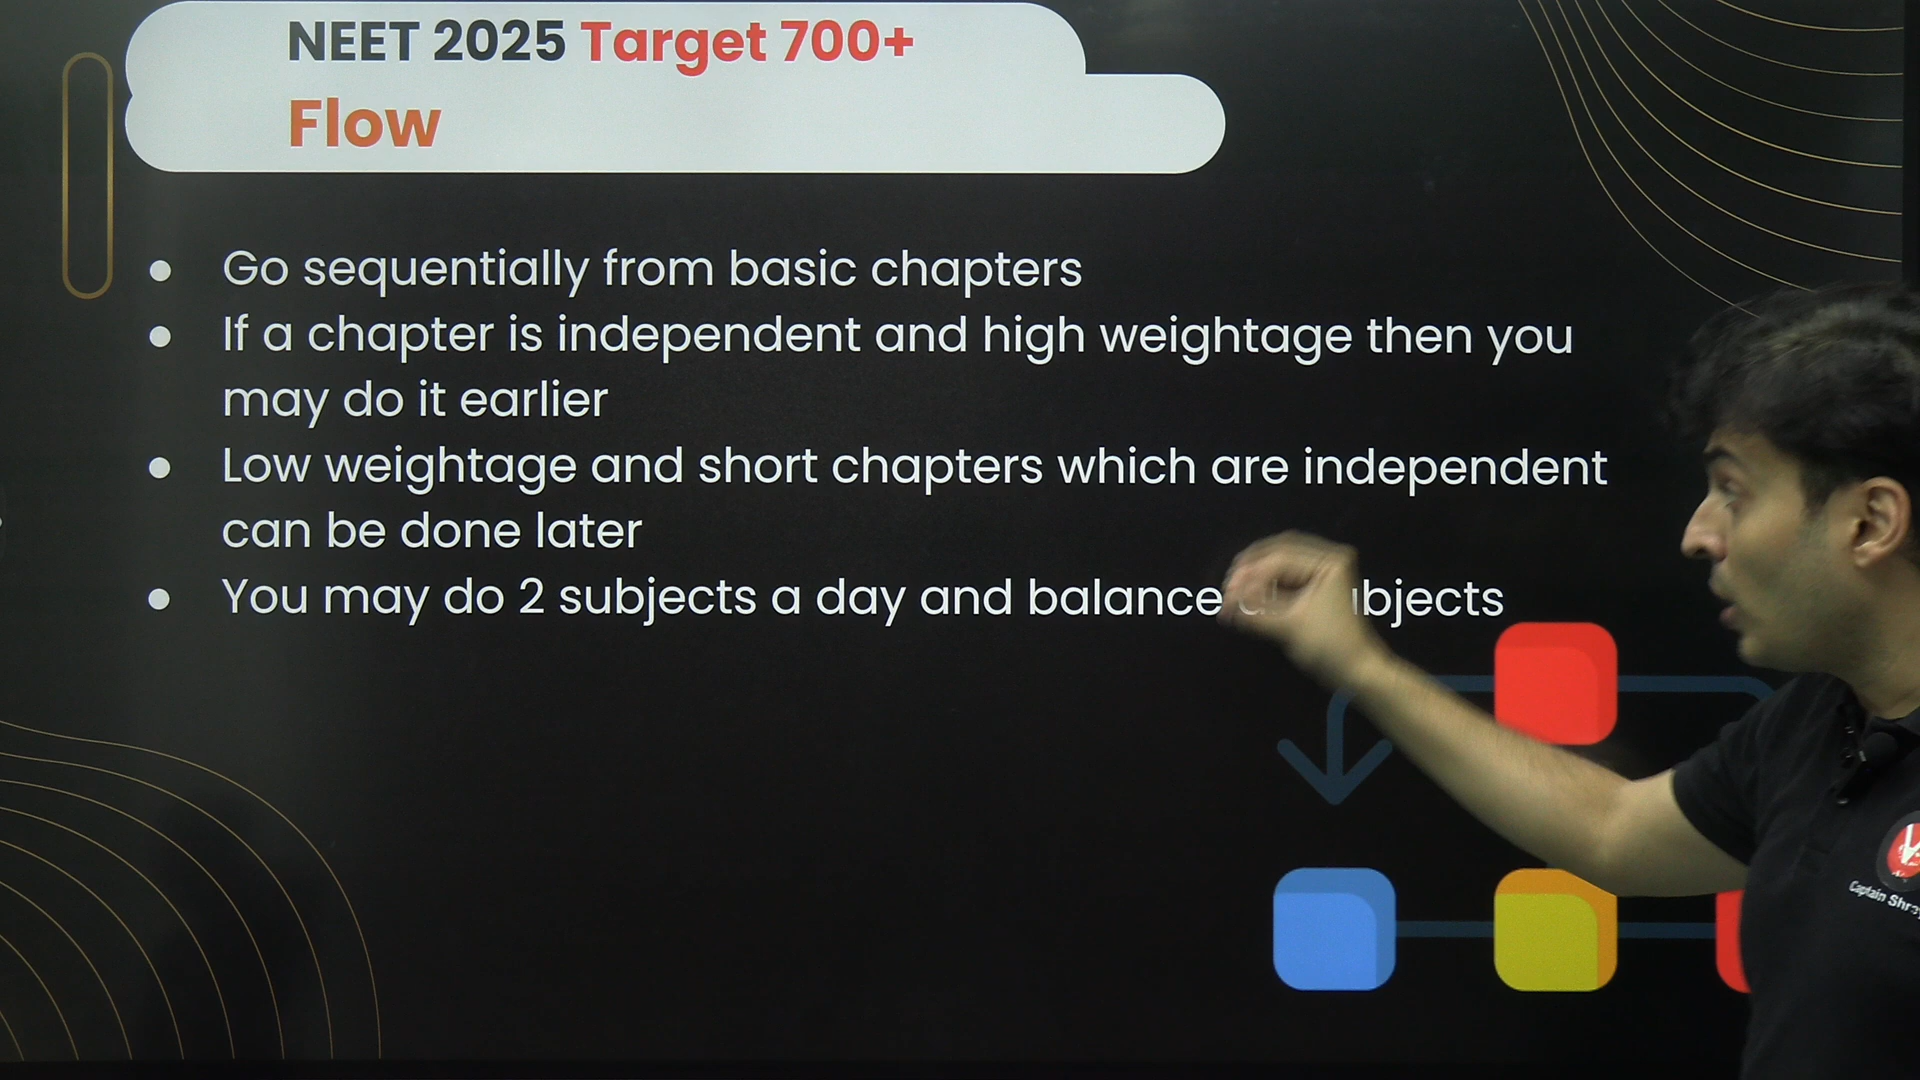 NEET 2025 Target 700+
Flow
● Go sequentially from basic chapters
● If a chapter is independent and high weightage then you
may do it earlier
● Low weightage and short chapters which are independent
can be done later
● You may do 2 subjects a day and balance
Captain